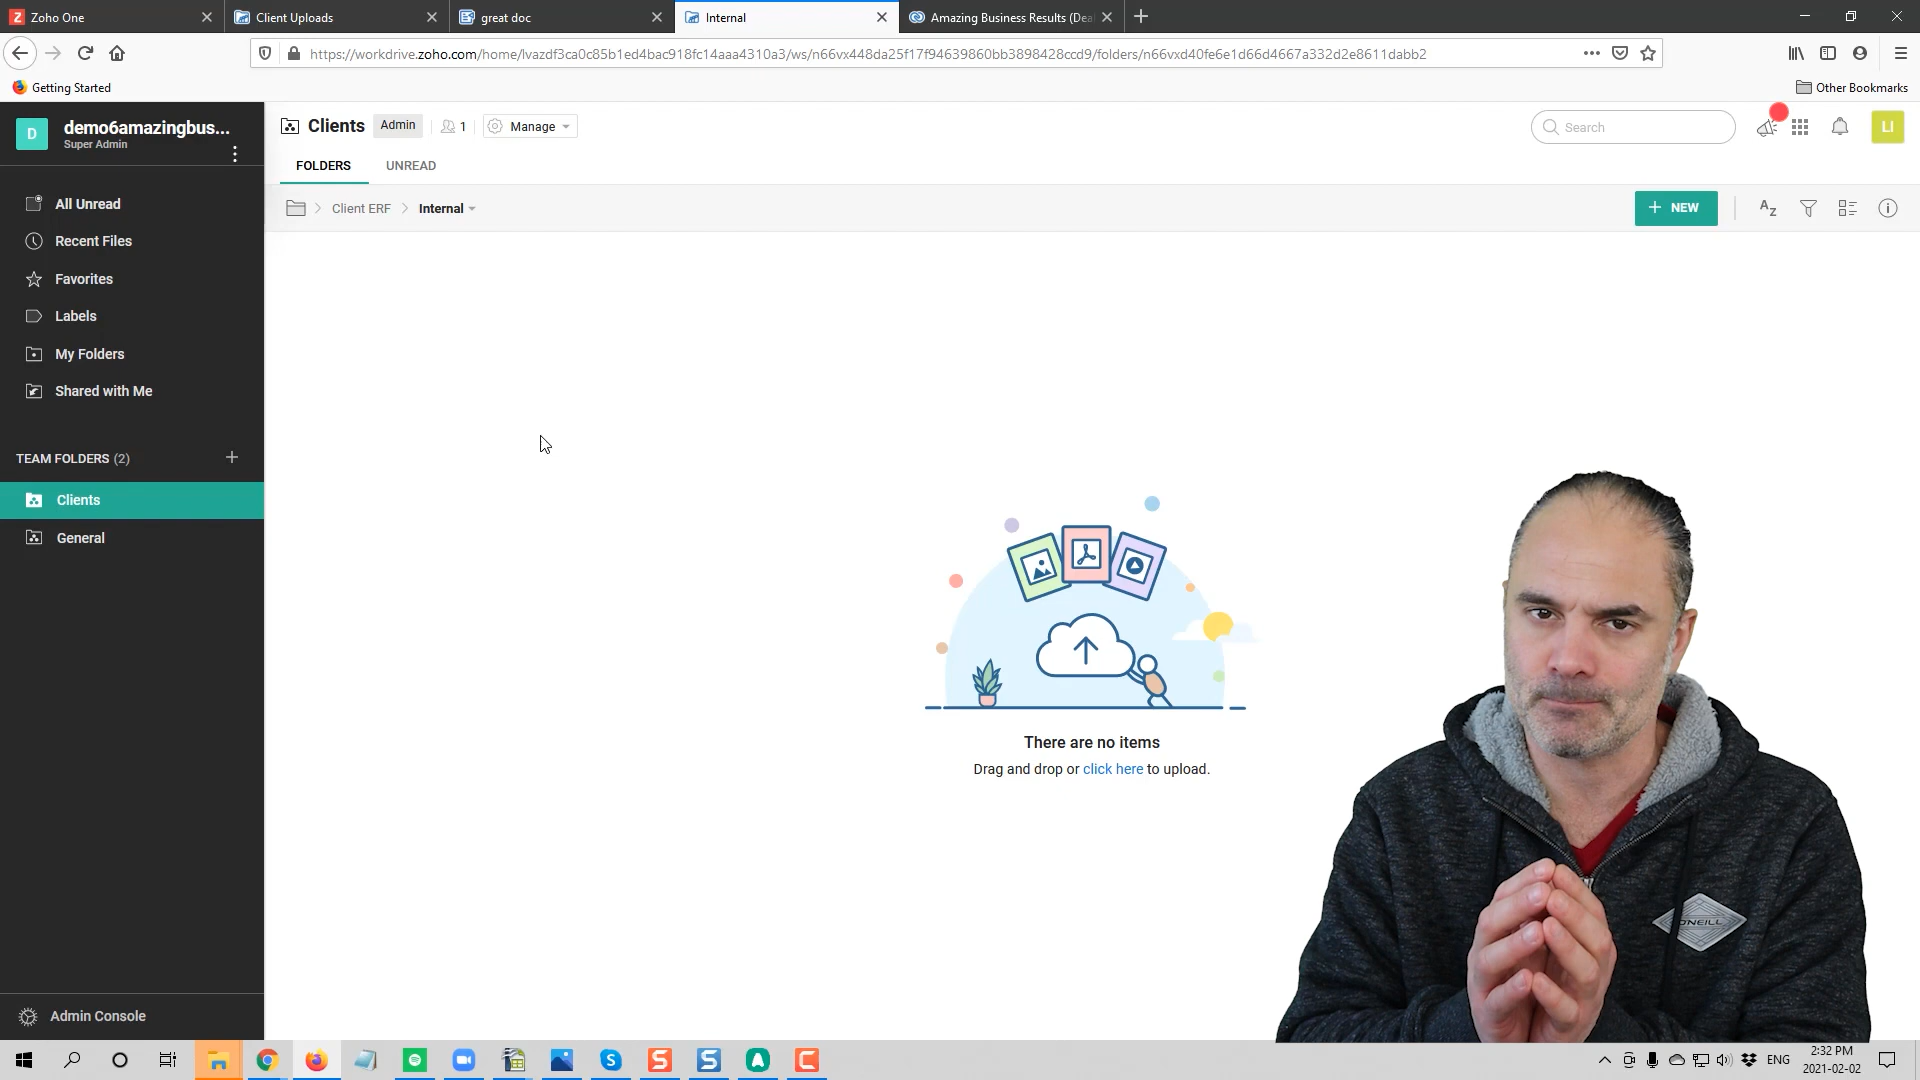 Zoho One
Client Uploads
great doc
Internal
Amazing Business Results (Dea
https://workdrive.zoho.com/home/lvazdf3ca0c85b1ed4bac918fc14aaa4310a3/ws/n66vx448da25f17f94639860bb3898428ccd9/folders/n66vxd40fe6e1d66d4667a332d2e8611dabb2
Getting Started
Other Bookmarks
D
demo6amazingbus...
Super Admin
Clients
Admin
1
Manage
Search
LI
FOLDERS
UNREAD
Client ERF
Internal
NEW
All Unread
Recent Files
Favorites
Labels
My Folders
Shared with Me
TEAM FOLDERS (2)
Clients
General
There are no items
Drag and drop or click here to upload.
ONEILL
Admin Console
ENG
2:32 PM
2021-02-02